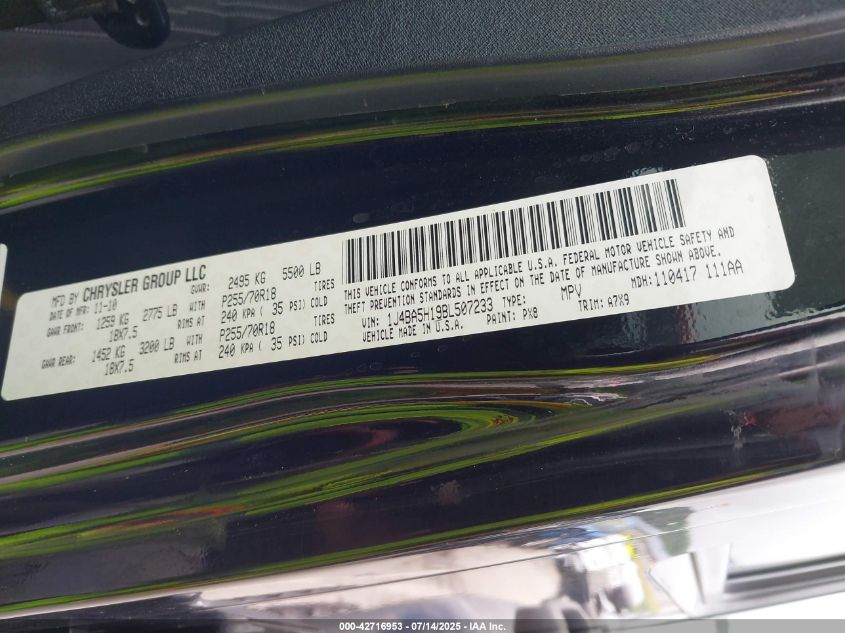 MFD BY CHRYSLER GROUP LLC
DATE OF MFR: 11-10 GVWR: 2495 KG 5500 LB
GAWR FRONT: 1259 KG 2775 LB WITH P255/70R18 TIRES
18X7.5 RIMS AT 240 KPA ( 35 PSI) COLD
GAWR REAR: 1452 KG 3200 LB WITH P255/70R18 TIRES
18X7.5 RIMS AT 240 KPA ( 35 PSI) COLD
THIS VEHICLE CONFORMS TO ALL APPLICABLE U.S.A. FEDERAL MOTOR VEHICLE SAFETY AND
THEFT PREVENTION STANDARDS IN EFFECT ON THE DATE OF MANUFACTURE SHOWN ABOVE.
VIN: 1J4BA5H19BL507233 TYPE: MPV MDH: 110417 111AA
MADE IN U.S.A. PAINT: PX8 TRIM: A7X9
000-42716953 - 07/14/2025 - IAA Inc.